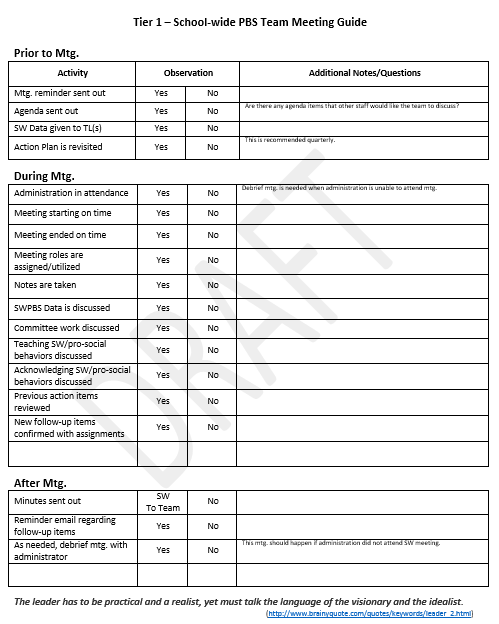 Tier 1 – School-wide PBS Team Meeting Guide
Prior to Mtg.
Activity Observation Additional Notes/Questions
Mtg. reminder sent out Yes No
Agenda sent out Yes No Are there any agenda items that other staff would like the team to discuss?
SW Data given to TL(s) Yes No
Action Plan is revisited Yes No This is recommended quarterly.
During Mtg.
Administration in attendance Yes No Debrief mtg. is needed when administration is unable to attend mtg.
Meeting starting on time Yes No
Meeting ended on time Yes No
Meeting roles are
assigned/utilized Yes No
Notes are taken Yes No
SWPBS Data is discussed Yes No
Committee work discussed Yes No
Teaching SW/pro-social
behaviors discussed Yes No
Acknowledging SW/pro-social
behaviors discussed Yes No
Previous action items
reviewed Yes No
New follow-up items
confirmed with assignments Yes No
DRAFT
After Mtg.
Minutes sent out SW
To Team No
Reminder email regarding
follow-up items Yes No
As needed, debrief mtg. with
administrator Yes No This mtg. should happen if administration did not attend SW meeting.
The leader has to be practical and a realist, yet must talk the language of the visionary and the idealist.
(http://www.brainyquote.com/quotes/keywords/leader_2.html)